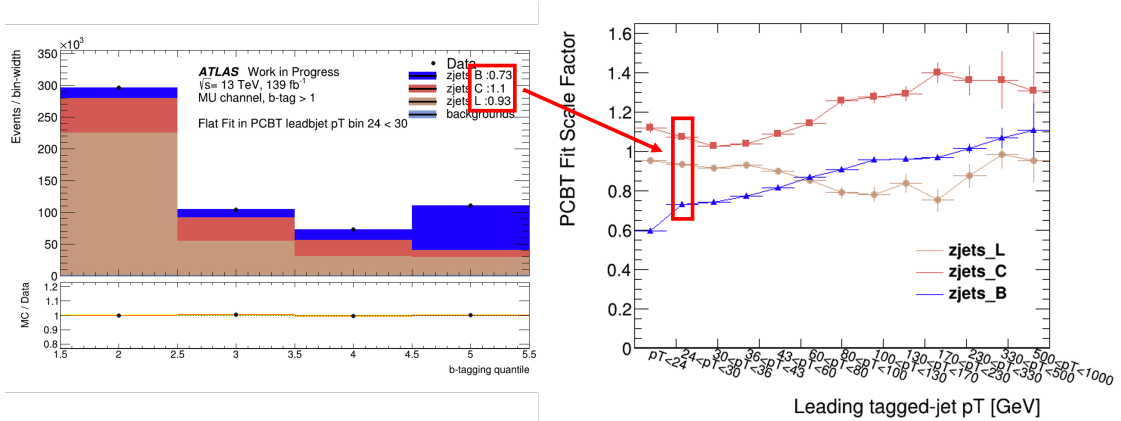 ×10³
Events / bin-width
350
300
250
200
150
100
50
0
ATLAS Work in Progress
√s= 13 TeV, 139 fb⁻¹
MU channel, b-tag > 1
Flat Fit in PCBT leadbjet pT bin 24 < 30
Data
zjets B :0.73
zjets C :1.1
zjets L :0.93
backgrounds
MC / Data
1.2
1.1
1
0.9
0.8
1.5 2 2.5 3 3.5 4 4.5 5 5.5
b-tagging quantile
PCBT Fit Scale Factor
1.6
1.4
1.2
1
0.8
0.6
0.4
0.2
0
zjets_L
zjets_C
zjets_B
pT<24
24<pT<30
30<pT<36
36<pT<43
43<pT<60
60<pT<80
80<pT<100
100<pT<130
130<pT<170
170<pT<230
230<pT<330
330<pT<500
500<pT<1000
Leading tagged-jet pT [GeV]